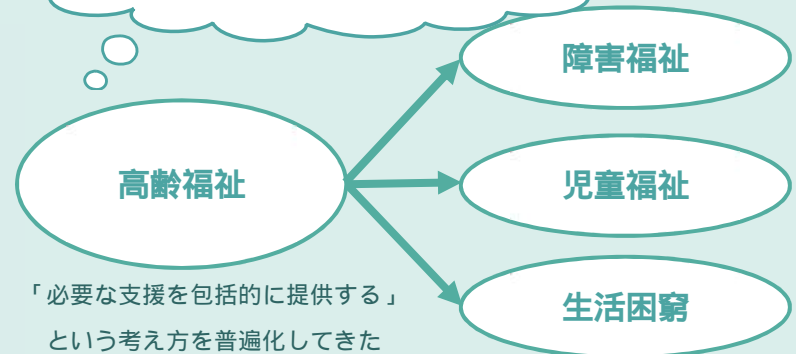 障害福祉
高齢福祉
児童福祉
「必要な支援を包括的に提供する」
という考え方を普遍化してきた
生活困窮